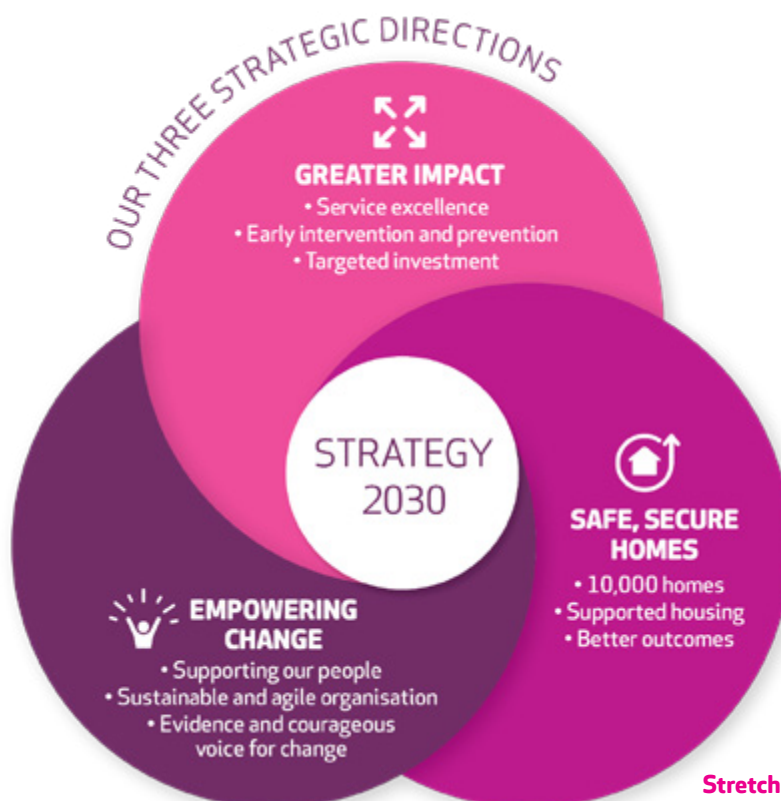 OUR THREE STRATEGIC DIRECTIONS
GREATER IMPACT
• Service excellence
• Early intervention and prevention
• Targeted investment
STRATEGY
2030
SAFE, SECURE
HOMES
• 10,000 homes
• Supported housing
• Better outcomes
EMPOWERING
CHANGE
• Supporting our people
• Sustainable and agile organisation
• Evidence and courageous
voice for change
Stretch